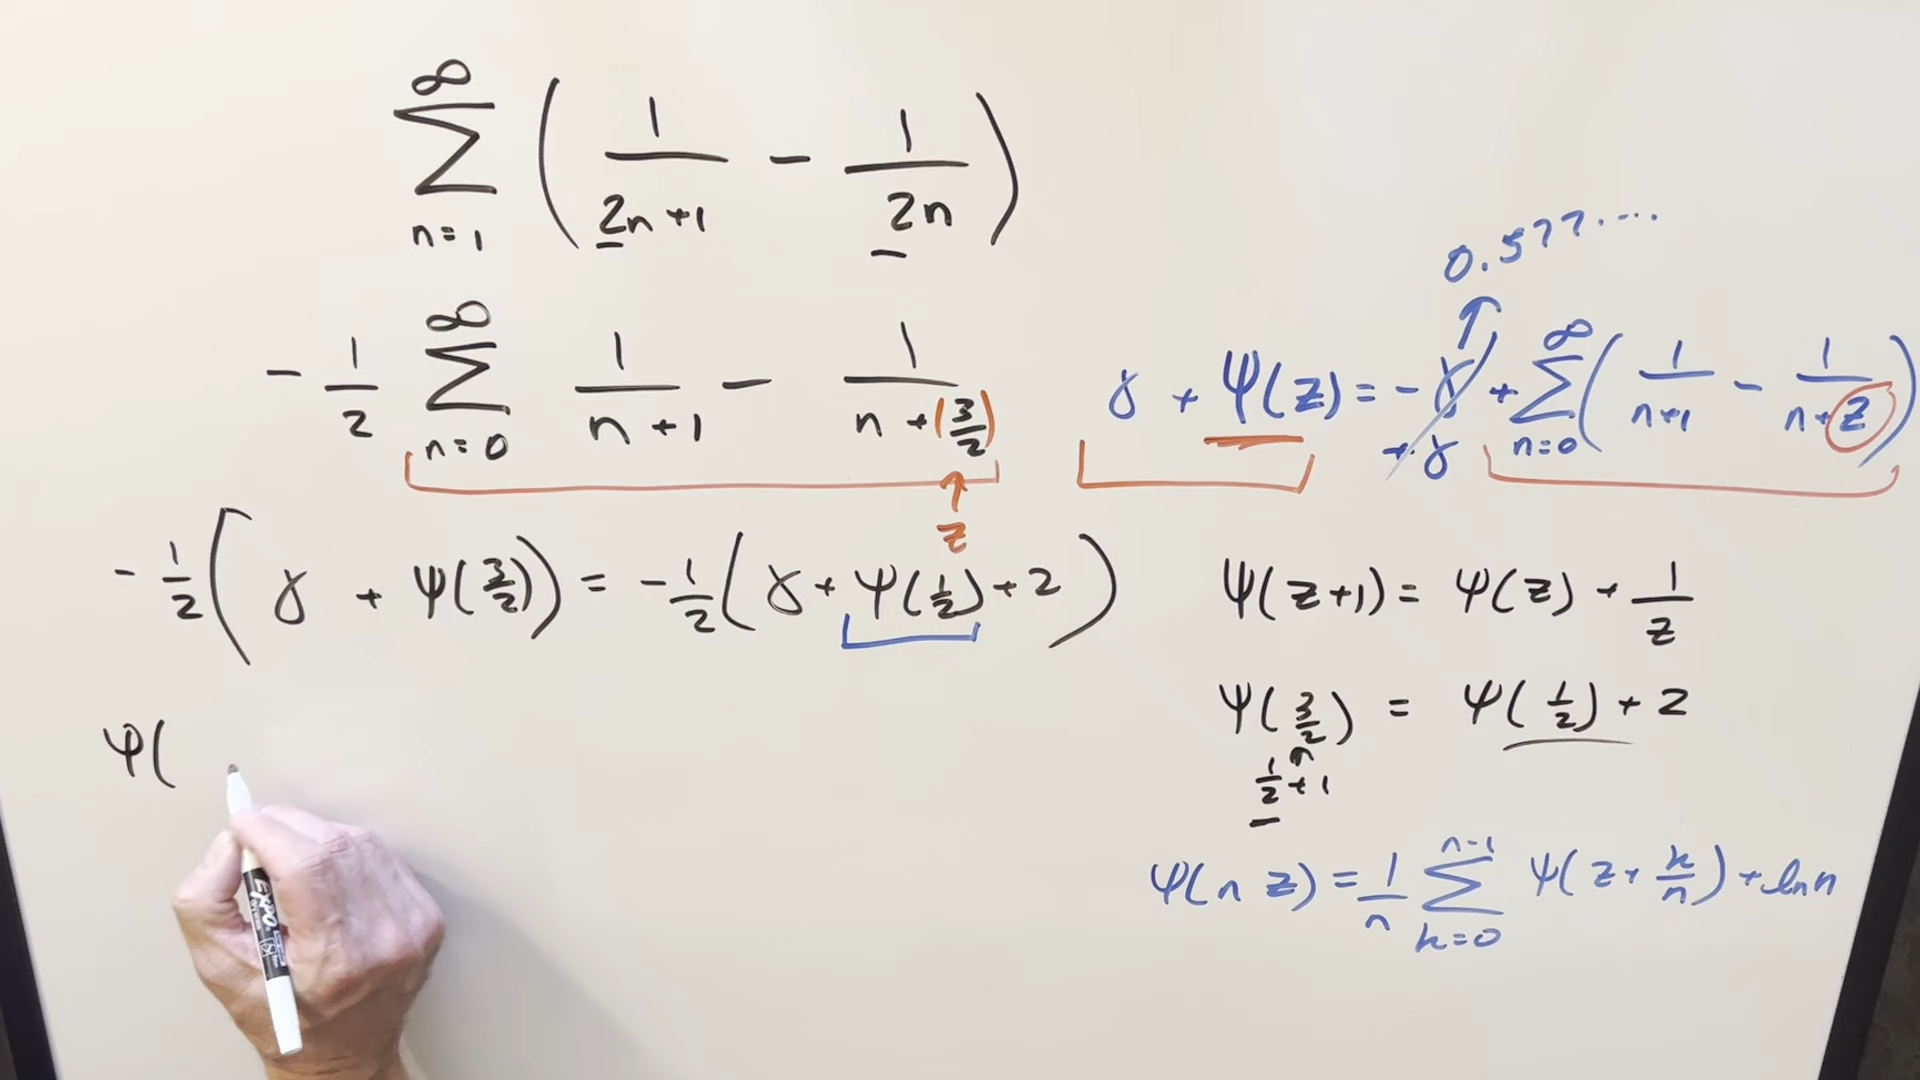 ∞
∑ ( 1/(2n+1) − 1/(2n) )
n=1
0.577....
∞
−1/2 ∑ 1/(n+1) − 1/(n+(3/2))
n=0
↑
z
γ + ψ(z) = −γ + ∑ ( 1/(n+1) − 1/(n+z) )
∞
n=0
+γ
−1/2 ( γ + ψ(3/2) ) = −1/2 ( γ + ψ(1/2) + 2 )
ψ(z+1) = ψ(z) + 1/z
ψ(3/2) = ψ(1/2) + 2
1/2 + 1
ψ(
ψ(n z) = 1/n ∑ ψ(z + k/n) + ln n
n−1
k=0
EXPO